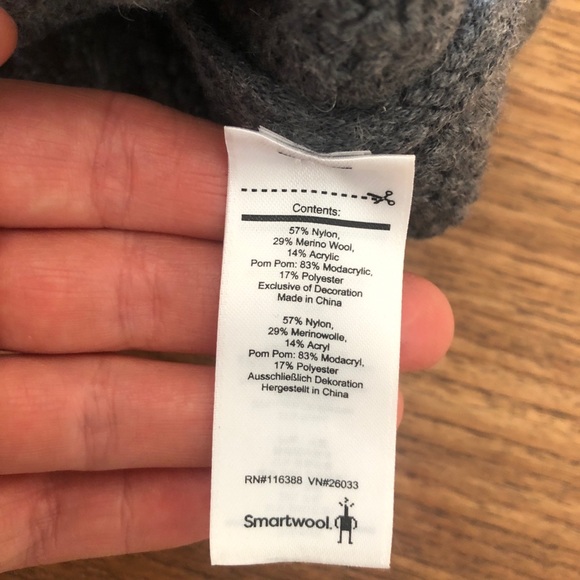 Contents:
57% Nylon,
29% Merino Wool,
14% Acrylic
Pom Pom: 83% Modacrylic,
17% Polyester
Exclusive of Decoration
Made in China
57% Nylon,
29% Merinowolle,
14% Acryl
Pom Pom: 83% Modacryl,
17% Polyester
Ausschließlich Dekoration
Hergestellt in China
RN#116388 VN#26033
Smartwool.